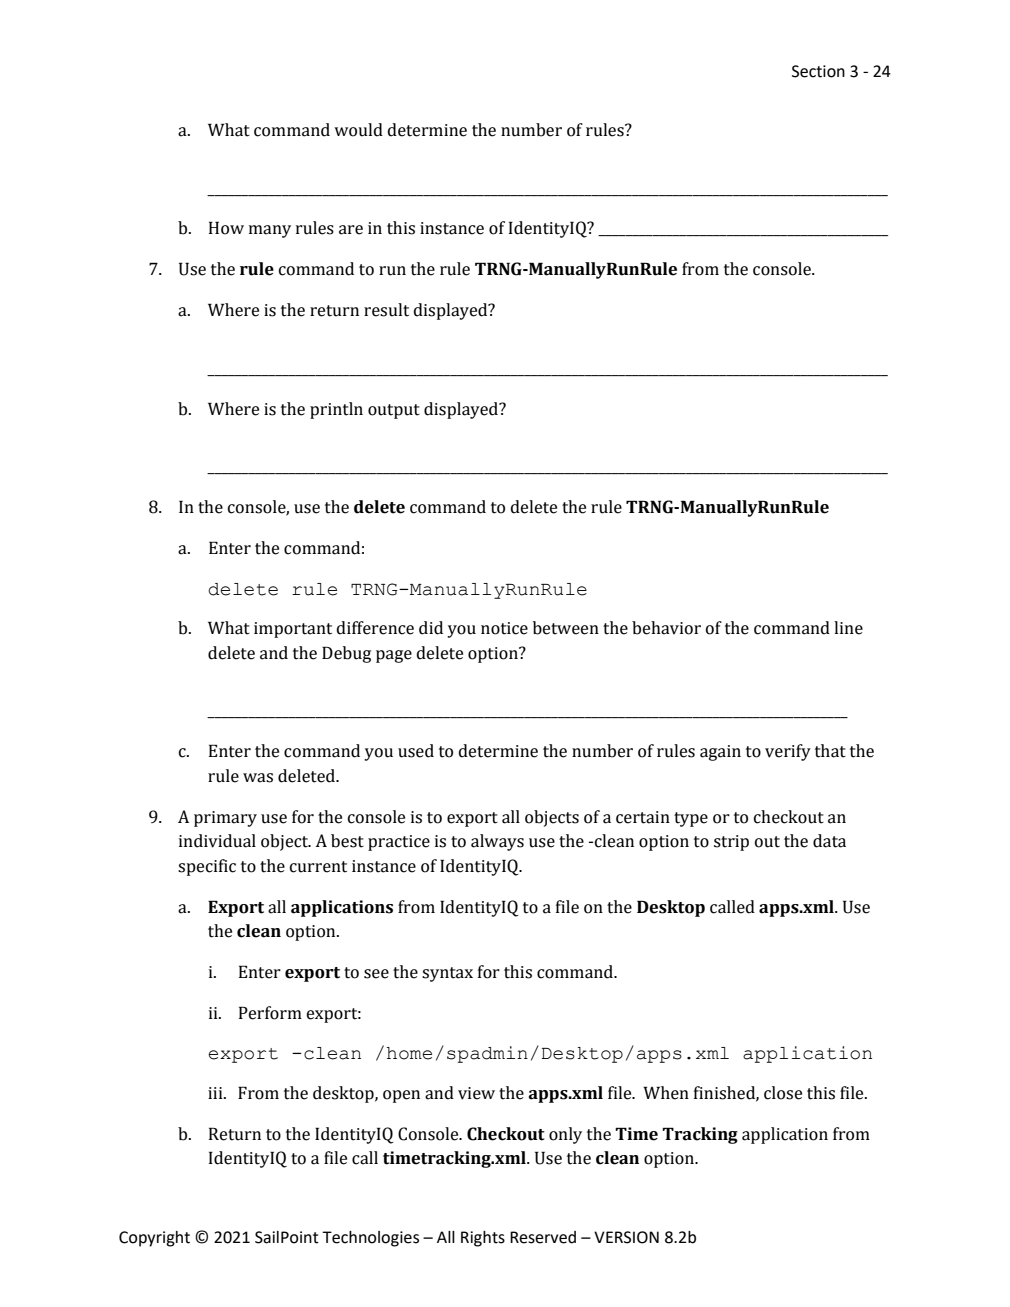 Section 3 - 24
a. What command would determine the number of rules?
b. How many rules are in this instance of IdentityIQ? ______________________________
7. Use the rule command to run the rule TRNG-ManuallyRunRule from the console.
a. Where is the return result displayed?
b. Where is the println output displayed?
8. In the console, use the delete command to delete the rule TRNG-ManuallyRunRule
a. Enter the command:
delete rule TRNG-ManuallyRunRule
b. What important difference did you notice between the behavior of the command line
delete and the Debug page delete option?
c. Enter the command you used to determine the number of rules again to verify that the
rule was deleted.
9. A primary use for the console is to export all objects of a certain type or to checkout an
individual object. A best practice is to always use the -clean option to strip out the data
specific to the current instance of IdentityIQ.
a. Export all applications from IdentityIQ to a file on the Desktop called apps.xml. Use
the clean option.
i. Enter export to see the syntax for this command.
ii. Perform export:
export -clean /home/spadmin/Desktop/apps.xml application
iii. From the desktop, open and view the apps.xml file. When finished, close this file.
b. Return to the IdentityIQ Console. Checkout only the Time Tracking application from
IdentityIQ to a file call timetracking.xml. Use the clean option.
Copyright © 2021 SailPoint Technologies – All Rights Reserved – VERSION 8.2b